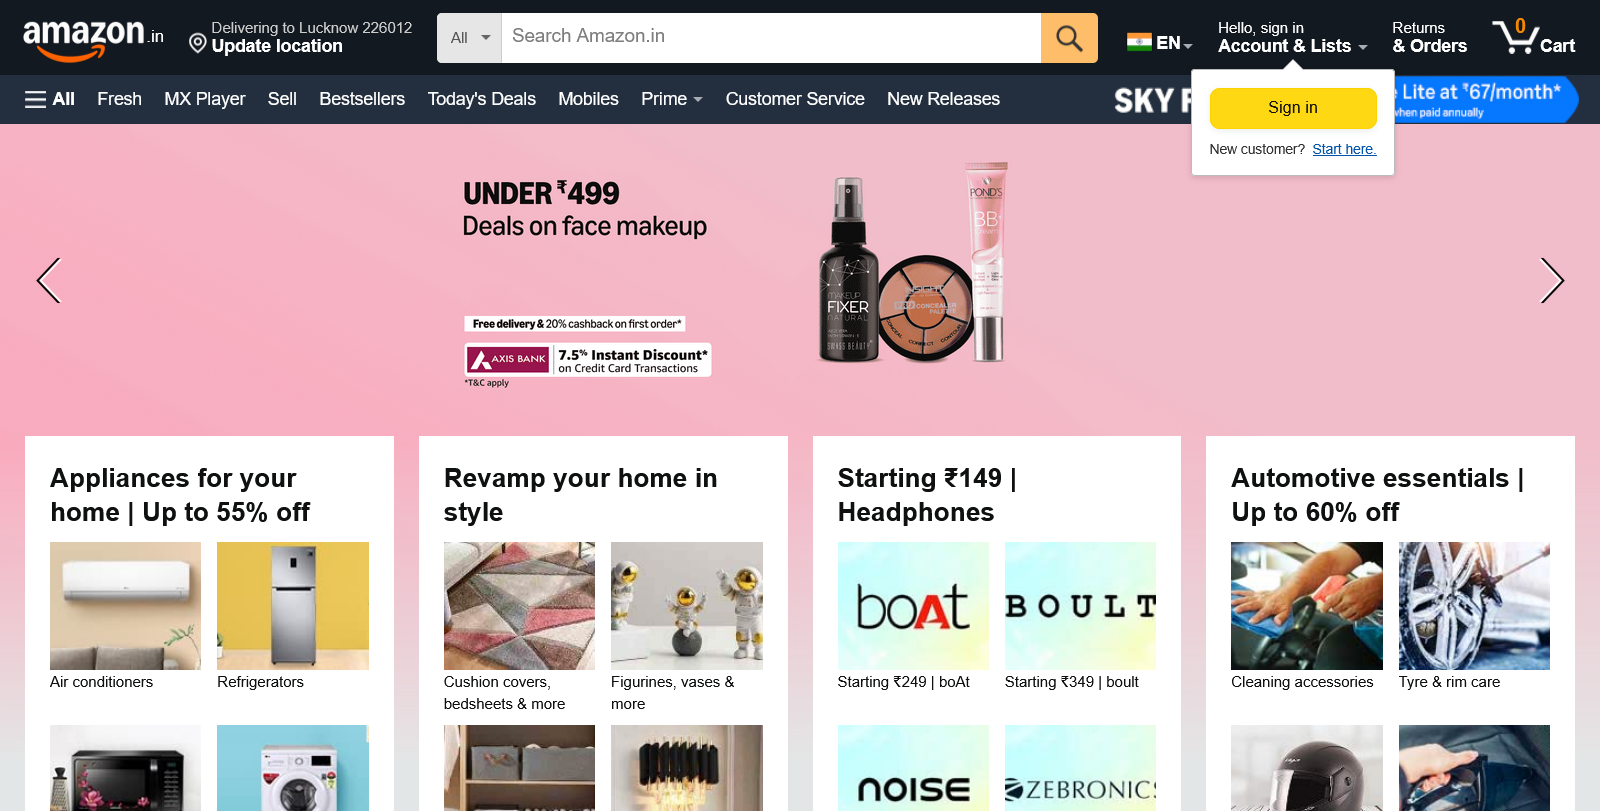 amazon.in
Delivering to Lucknow 226012
Update location
All
Search Amazon.in
EN
Hello, sign in
Account & Lists
Returns
& Orders
0
Cart
All
Fresh
MX Player
Sell
Bestsellers
Today's Deals
Mobiles
Prime
Customer Service
New Releases
SKY
Lite at ₹67/month*
when paid annually
Sign in
New customer? Start here.
UNDER ₹499
Deals on face makeup
Free delivery & 20% cashback on first order*
AXIS BANK
7.5% Instant Discount*
on Credit Card Transactions
*T&C apply
MAKEUP
FIXER
NATURAL
SWISS BEAUTY
INSIGHT
CONCEALER
PALETTE
CONCEAL CORRECT CONTOUR
POND'S
BB+
Appliances for your
home | Up to 55% off
Air conditioners
Refrigerators
Revamp your home in
style
Cushion covers,
bedsheets & more
Figurines, vases &
more
Starting ₹149 |
Headphones
boAt
BOULT
Starting ₹249 | boAt
Starting ₹349 | boult
NOISE
ZEBRONICS
Automotive essentials |
Up to 60% off
Cleaning accessories
Tyre & rim care